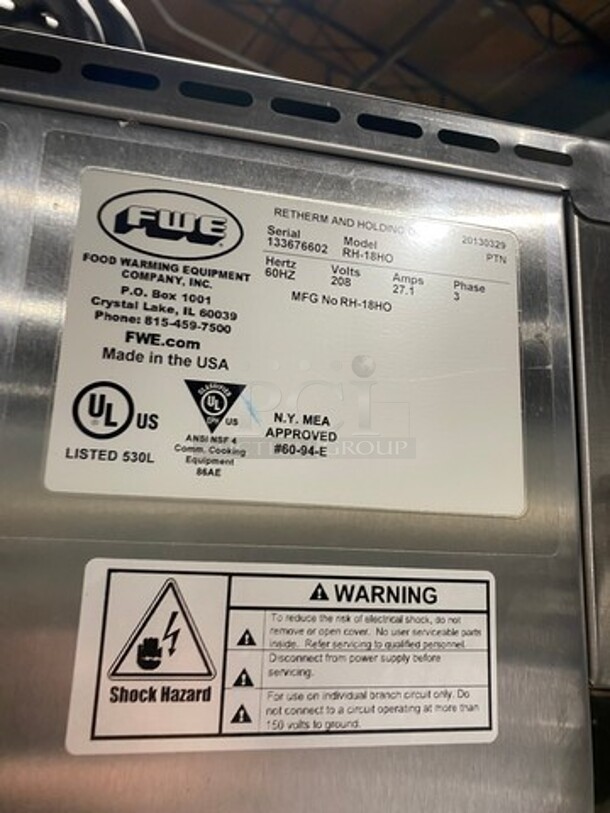 FWE
FOOD WARMING EQUIPMENT
COMPANY, INC.
P.O. Box 1001
Crystal Lake, IL 60039
Phone: 815-459-7500
FWE.com
Made in the USA
RETHERM AND HOLDING
20130329
Serial Model PTN
133676602 RH-18HO
Hertz Volts Amps Phase
60HZ 208 27.1 3
MFG No RH-18HO
UL US
LISTED 530L
CLASSIFIED
UL
EPH US
ANSI NSF 4
Comm. Cooking
Equipment
86AE
N.Y. MEA
APPROVED
#60-94-E
GROUP
Shock Hazard
WARNING
To reduce the risk of electrical shock, do not
remove or open cover. No user serviceable parts
inside. Refer servicing to qualified personnel.
Disconnect from power supply before
servicing.
For use on individual branch circuit only. Do
not connect to a circuit operating at more than
150 volts to ground.